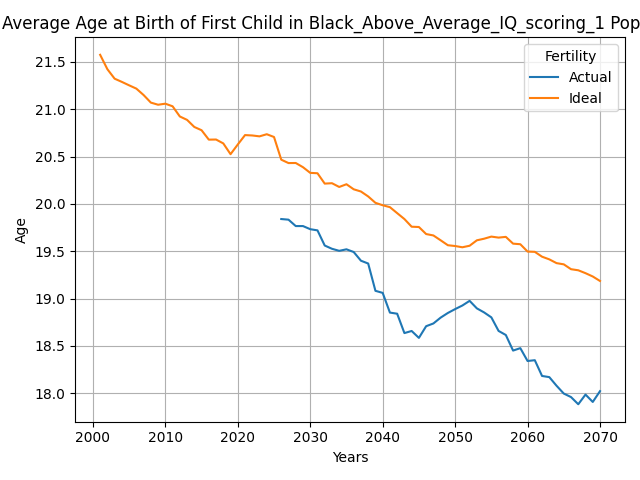 Average Age at Birth of First Child in Black_Above_Average_IQ_scoring_1 Pop
Fertility
Actual
Ideal
21.5
21.0
20.5
20.0
19.5
19.0
18.5
18.0
Age
2000 2010 2020 2030 2040 2050 2060 2070
Years